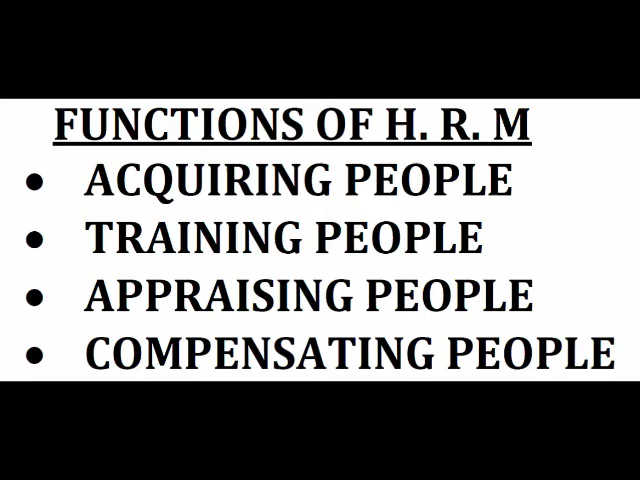 FUNCTIONS OF H. R. M
• ACQUIRING PEOPLE
• TRAINING PEOPLE
• APPRAISING PEOPLE
• COMPENSATING PEOPLE